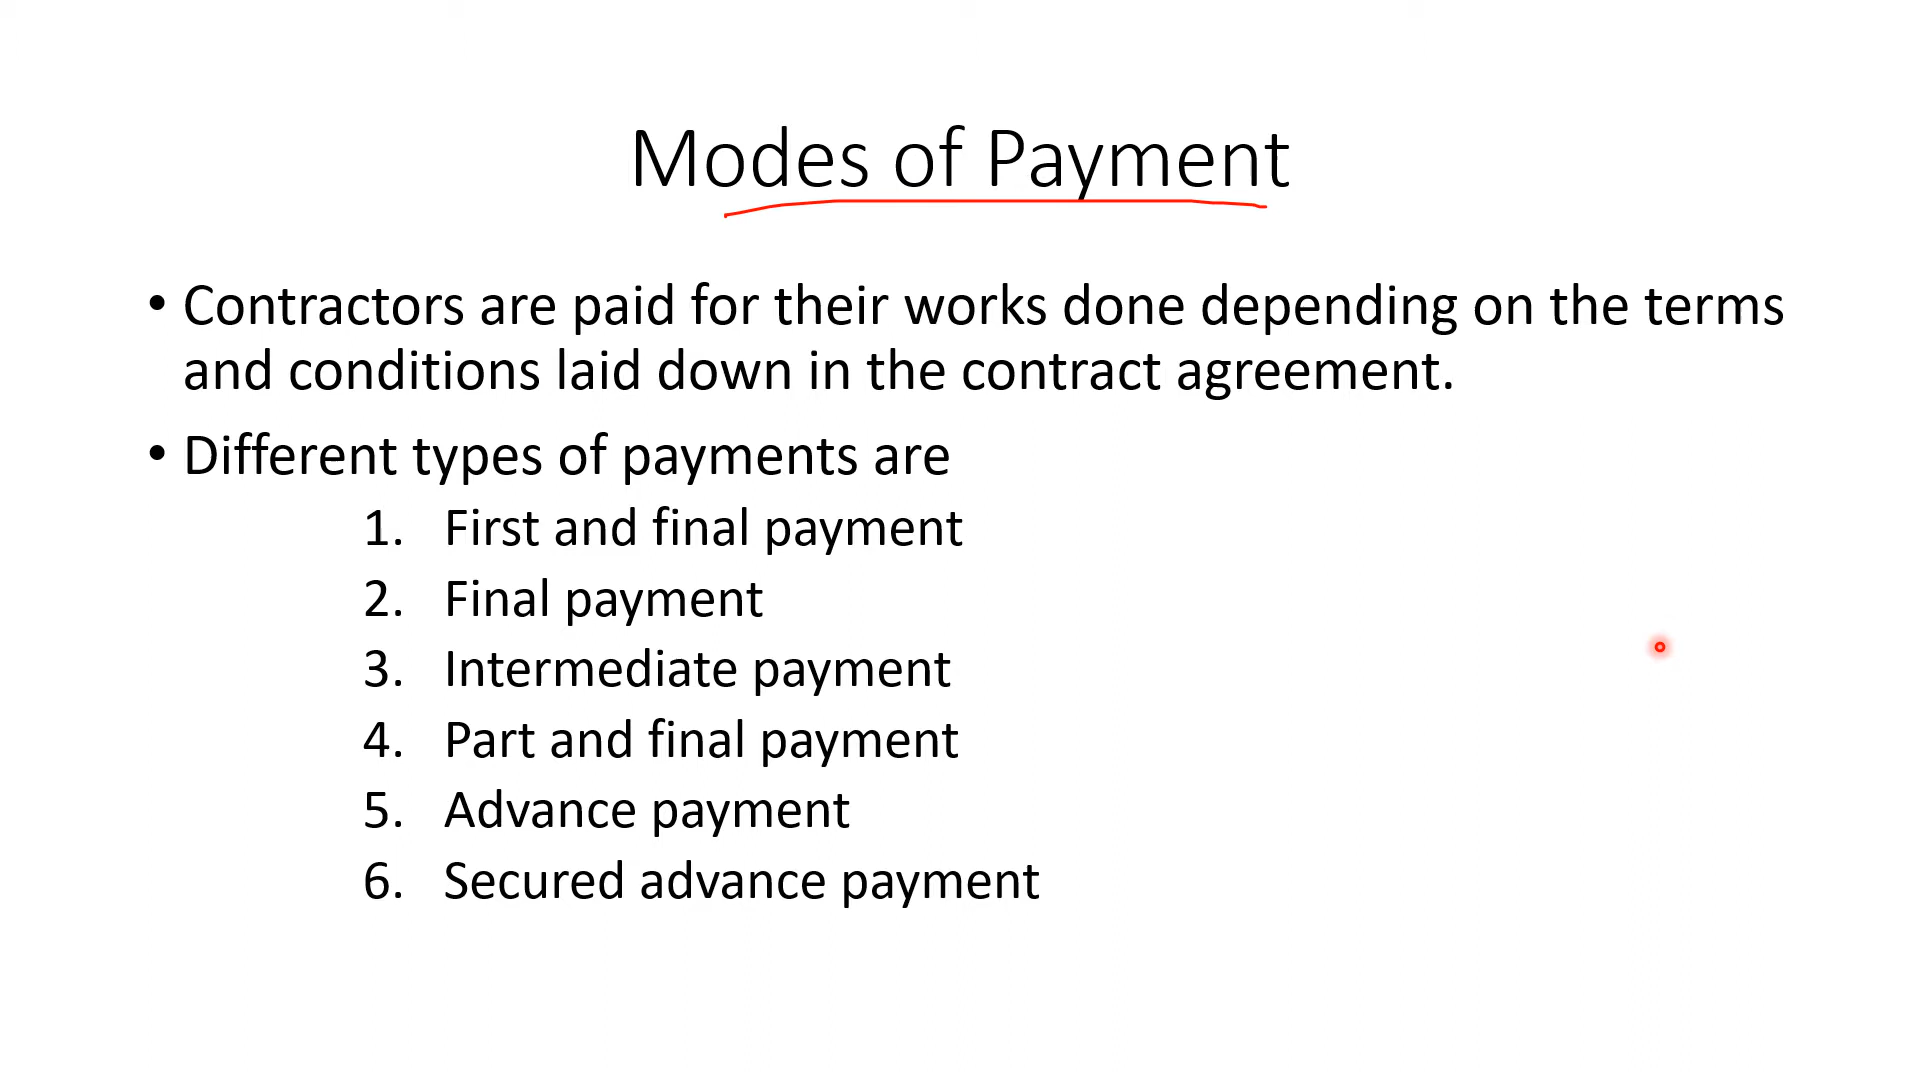 Modes of Payment
• Contractors are paid for their works done depending on the terms
and conditions laid down in the contract agreement.
• Different types of payments are
1. First and final payment
2. Final payment
3. Intermediate payment
4. Part and final payment
5. Advance payment
6. Secured advance payment